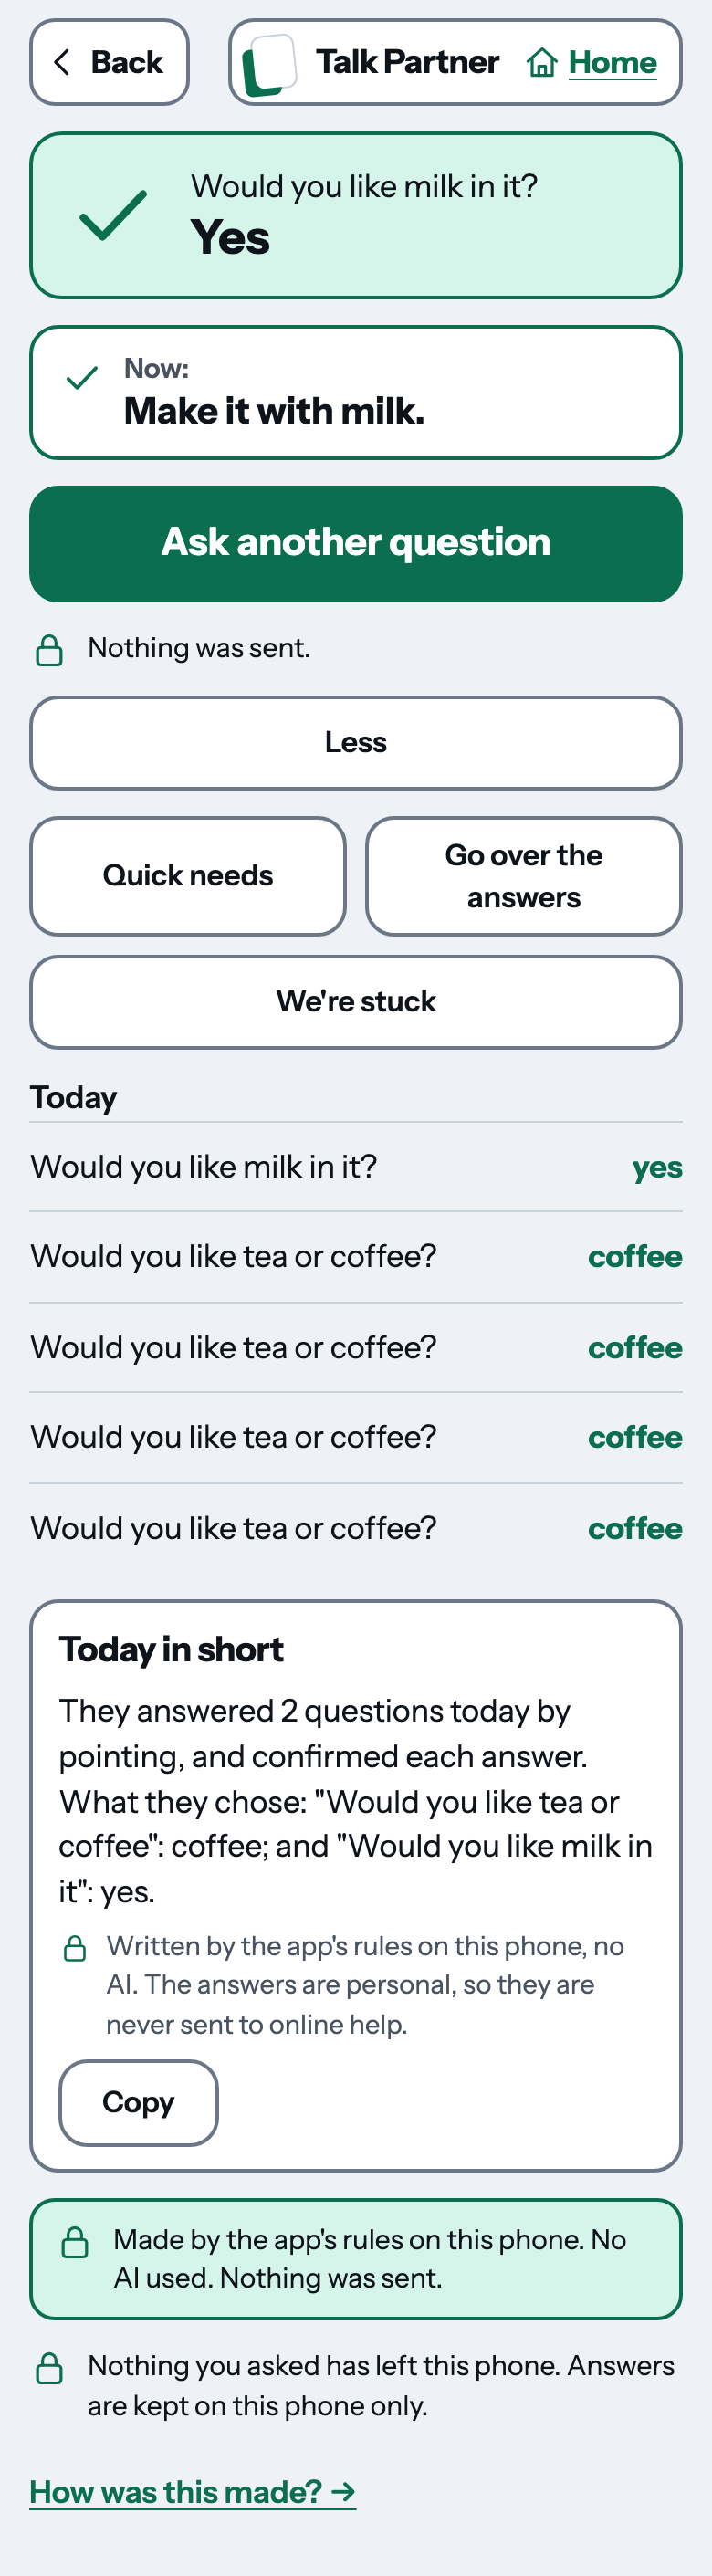 Back
Talk Partner
Home
Would you like milk in it?
Yes
Now:
Make it with milk.
Ask another question
Nothing was sent.
Less
Quick needs
Go over the
answers
We're stuck
Today
Would you like milk in it? yes
Would you like tea or coffee? coffee
Would you like tea or coffee? coffee
Would you like tea or coffee? coffee
Would you like tea or coffee? coffee
Today in short
They answered 2 questions today by
pointing, and confirmed each answer.
What they chose: "Would you like tea or
coffee": coffee; and "Would you like milk in
it": yes.
Written by the app's rules on this phone, no
AI. The answers are personal, so they are
never sent to online help.
Copy
Made by the app's rules on this phone. No
AI used. Nothing was sent.
Nothing you asked has left this phone. Answers
are kept on this phone only.
How was this made? →